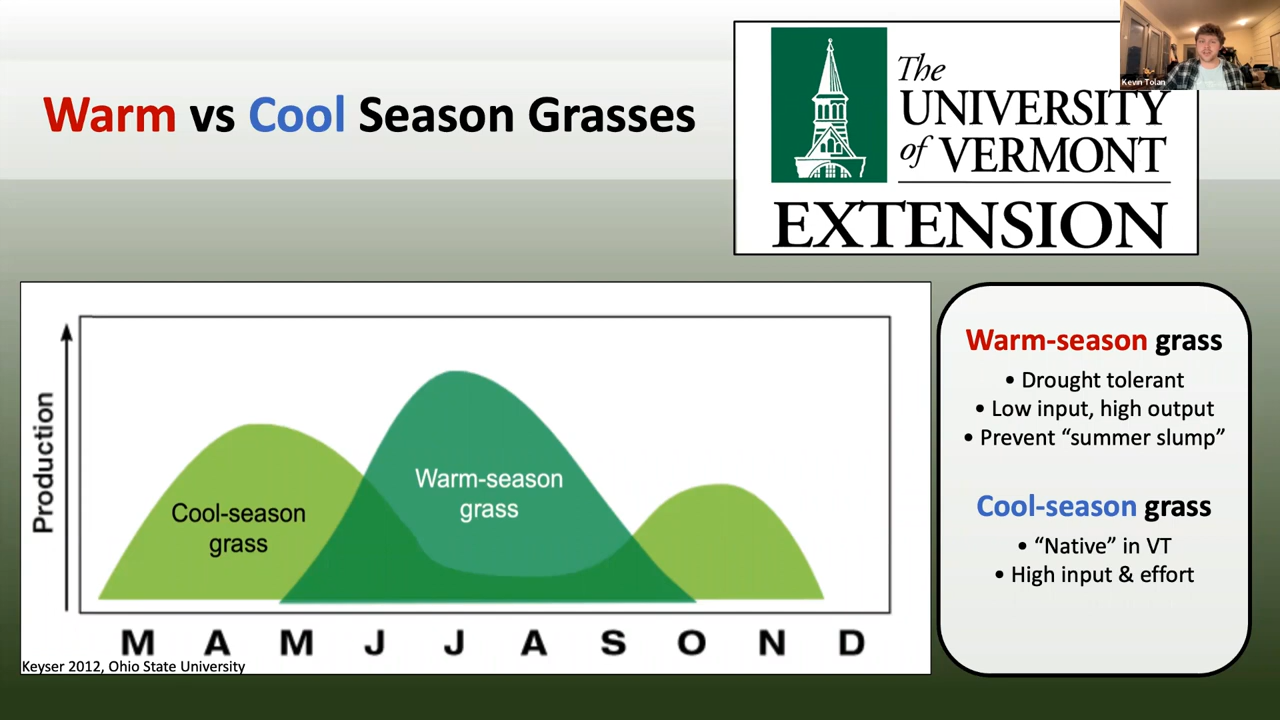 Warm vs Cool Season Grasses
The
UNIVERSITY
of VERMONT
EXTENSION
Kevin Tolan
Production
Cool-season
grass
Warm-season
grass
M A M J J A S O N D
Keyser 2012, Ohio State University
Warm-season grass
• Drought tolerant
• Low input, high output
• Prevent “summer slump”
Cool-season grass
• “Native” in VT
• High input & effort